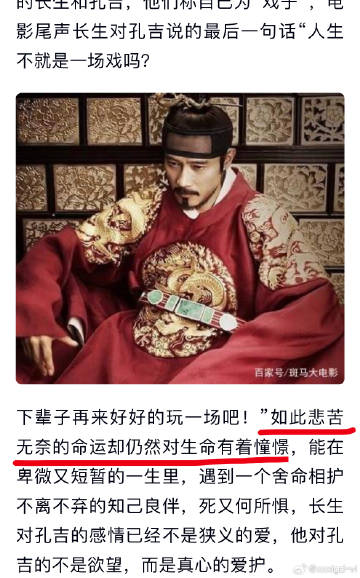 的长生和孔吉，他们称自己为“戏子”，电
影尾声长生对孔吉说的最后一句话“人生
不就是一场戏吗？
百家号/斑马大电影
下辈子再来好好的玩一场吧！”如此悲苦
无奈的命运却仍然对生命有着憧憬，能在
卑微又短暂的一生里，遇到一个舍命相护
不离不弃的知己良伴，死又何所惧，长生
对孔吉的感情已经不是狭义的爱，他对孔
吉的不是欲望，而是真心的爱护。